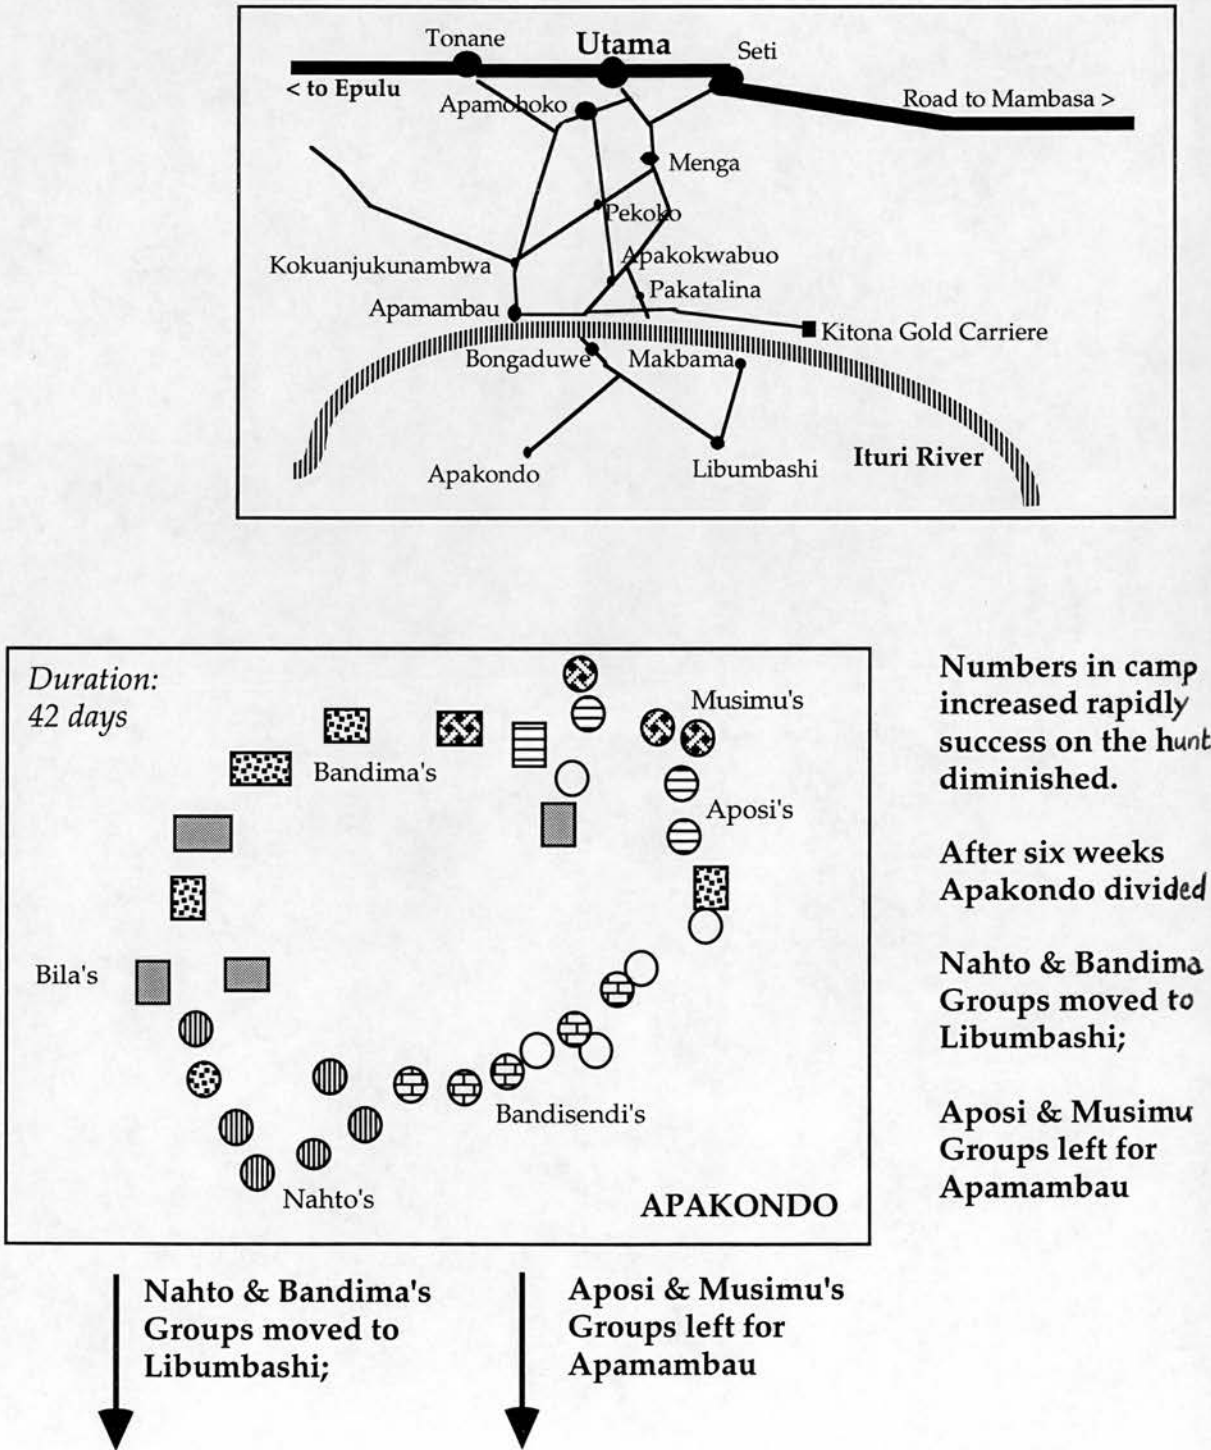 Tonane
Utama
Seti
< to Epulu
Apamohoko
Road to Mambasa >
Menga
Pekoko
Kokuanjukunambwa
Apakokwabuo
Pakatalina
Apamambau
Kitona Gold Carriere
Bongaduwe
Makbama
Apakondo
Libumbashi
Ituri River
Duration:
42 days
Musimu's
Bandima's
Aposi's
Bila's
Bandisendi's
Nahto's
APAKONDO
Numbers in camp
increased rapidly
success on the hunt
diminished.
After six weeks
Apakondo divided
Nahto & Bandima
Groups moved to
Libumbashi;
Aposi & Musimu
Groups left for
Apamambau
Nahto & Bandima's
Groups moved to
Libumbashi;
Aposi & Musimu's
Groups left for
Apamambau